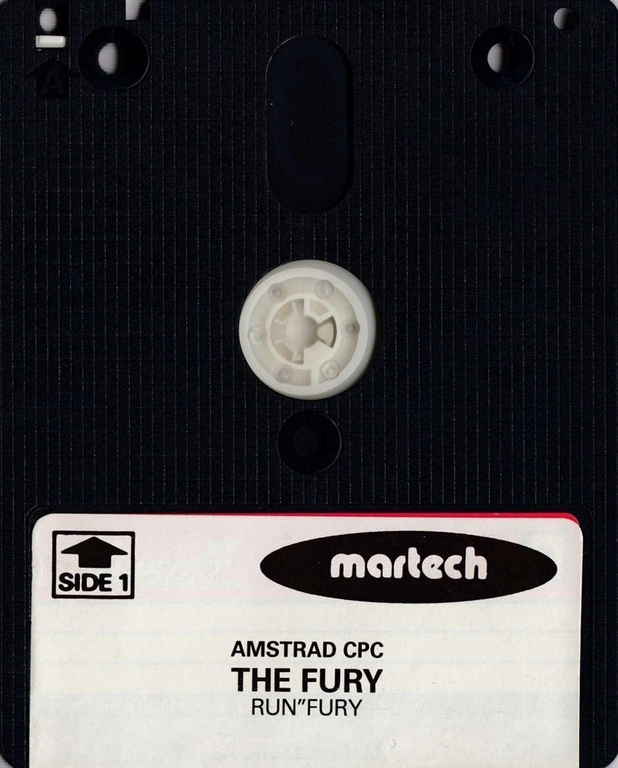 A
SIDE 1
martech
AMSTRAD CPC
THE FURY
RUN"FURY